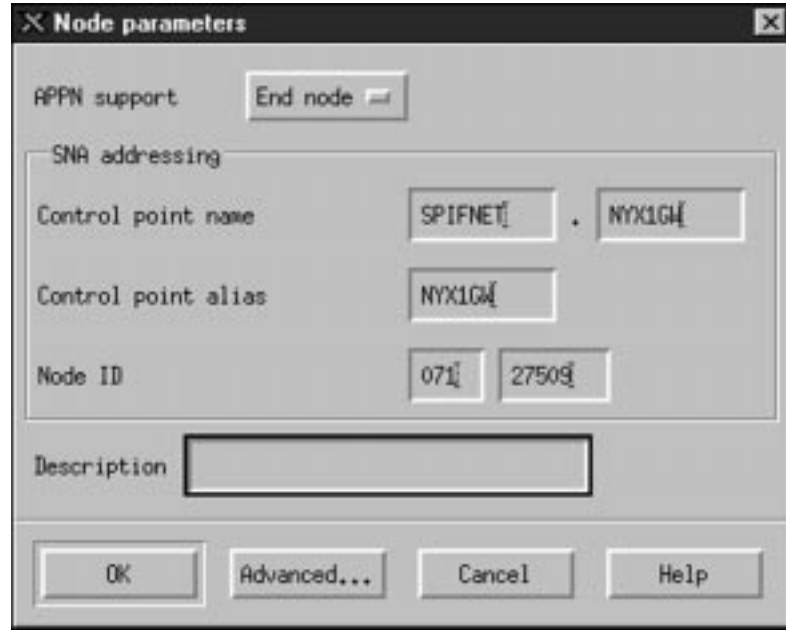 Node parameters
APPN support End node
SNA addressing
Control point name SPIFNET . NYX1GW
Control point alias NYX1GW
Node ID 071 27509
Description
OK Advanced... Cancel Help